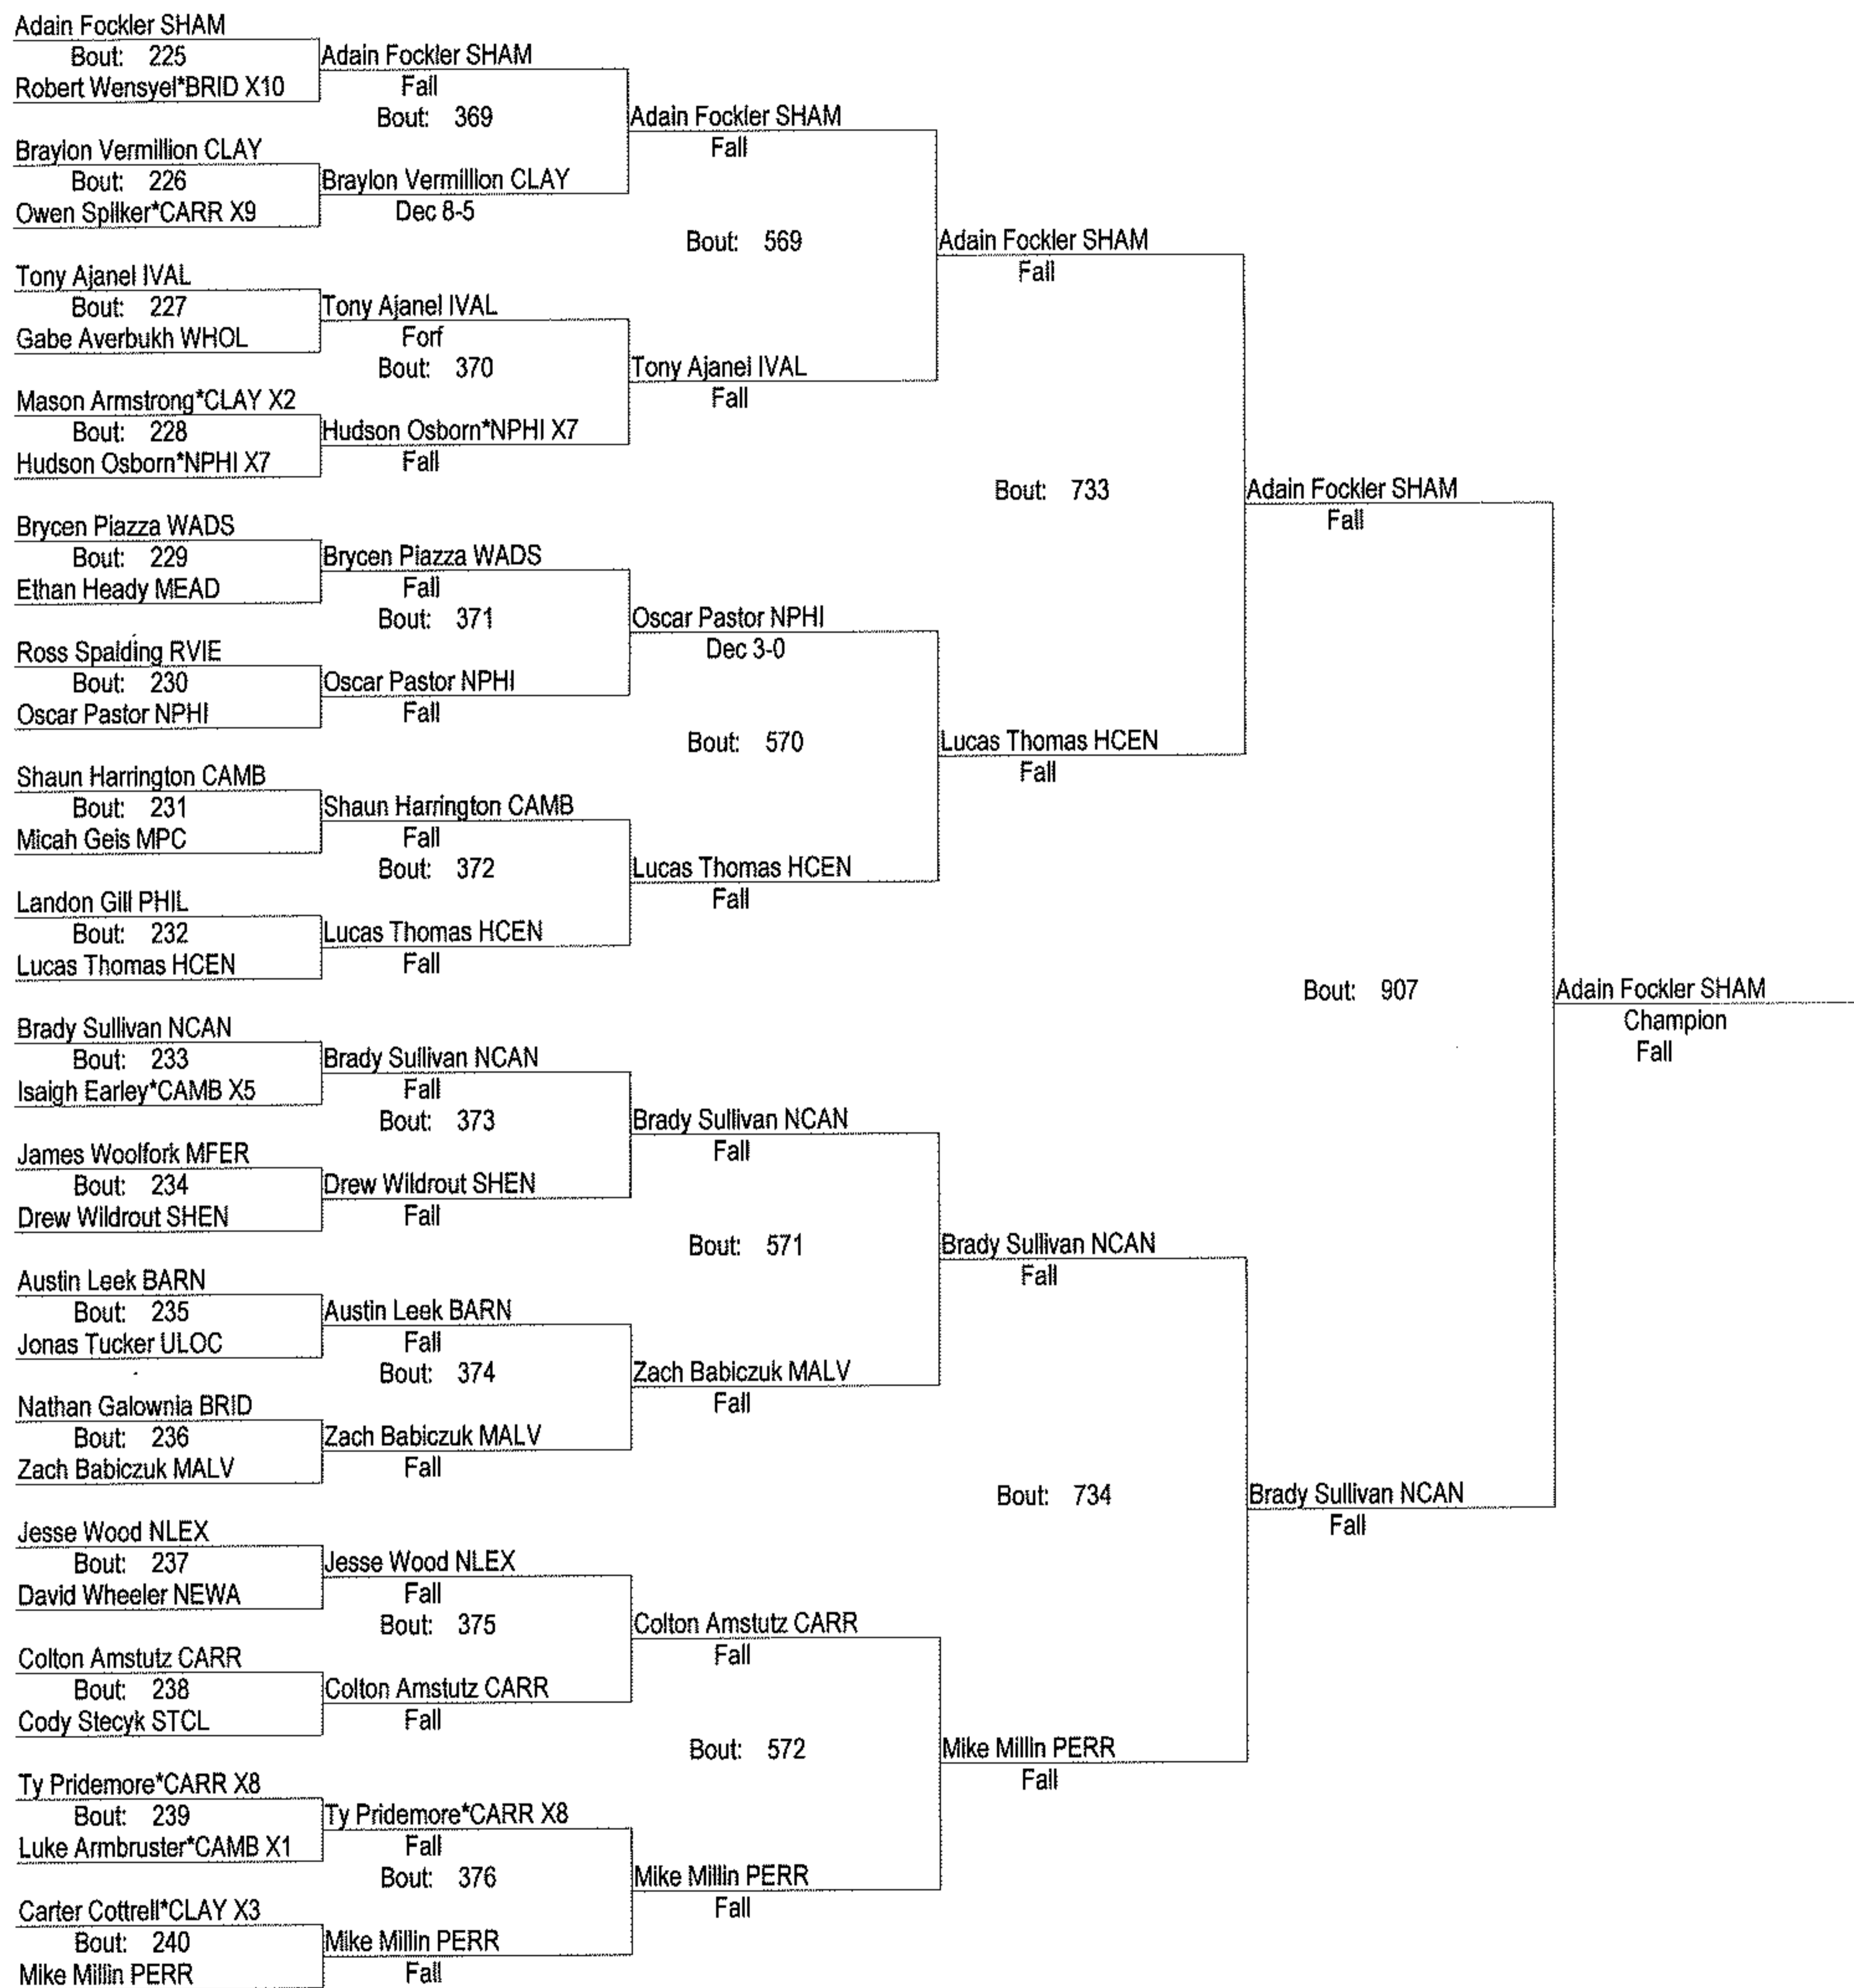 Adain Fockler SHAM
Bout: 225
Robert Wensyel*BRID X10
Braylon Vermillion CLAY
Bout: 226
Owen Spilker*CARR X9
Tony Ajanel IVAL
Bout: 227
Gabe Averbukh WHOL
Mason Armstrong*CLAY X2
Bout: 228
Hudson Osborn*NPHI X7
Brycen Piazza WADS
Bout: 229
Ethan Heady MEAD
Ross Spalding RVIE
Bout: 230
Oscar Pastor NPHI
Shaun Harrington CAMB
Bout: 231
Micah Geis MPC
Landon Gill PHIL
Bout: 232
Lucas Thomas HCEN
Brady Sullivan NCAN
Bout: 233
Isaigh Earley*CAMB X5
James Woolfork MFER
Bout: 234
Drew Wildrout SHEN
Austin Leek BARN
Bout: 235
Jonas Tucker ULOC
Nathan Galownia BRID
Bout: 236
Zach Babiczuk MALV
Jesse Wood NLEX
Bout: 237
David Wheeler NEWA
Colton Amstutz CARR
Bout: 238
Cody Stecyk STCL
Ty Pridemore*CARR X8
Bout: 239
Luke Armbruster*CAMB X1
Carter Cottrell*CLAY X3
Bout: 240
Mike Millin PERR
Adain Fockler SHAM
Fall
Bout: 369
Braylon Vermillion CLAY
Dec 8-5
Tony Ajanel IVAL
Forf
Bout: 370
Hudson Osborn*NPHI X7
Fall
Brycen Piazza WADS
Fall
Bout: 371
Oscar Pastor NPHI
Fall
Shaun Harrington CAMB
Fall
Bout: 372
Lucas Thomas HCEN
Fall
Brady Sullivan NCAN
Fall
Bout: 373
Drew Wildrout SHEN
Fall
Austin Leek BARN
Fall
Bout: 374
Zach Babiczuk MALV
Fall
Jesse Wood NLEX
Fall
Bout: 375
Colton Amstutz CARR
Fall
Ty Pridemore*CARR X8
Fall
Bout: 376
Mike Millin PERR
Fall
Adain Fockler SHAM
Fall
Bout: 569
Tony Ajanel IVAL
Fall
Oscar Pastor NPHI
Dec 3-0
Bout: 570
Lucas Thomas HCEN
Fall
Brady Sullivan NCAN
Fall
Bout: 571
Zach Babiczuk MALV
Fall
Colton Amstutz CARR
Fall
Bout: 572
Mike Millin PERR
Fall
Adain Fockler SHAM
Fall
Bout: 733
Lucas Thomas HCEN
Fall
Brady Sullivan NCAN
Fall
Bout: 734
Mike Millin PERR
Fall
Adain Fockler SHAM
Fall
Bout: 907
Brady Sullivan NCAN
Fall
Adain Fockler SHAM
Champion
Fall